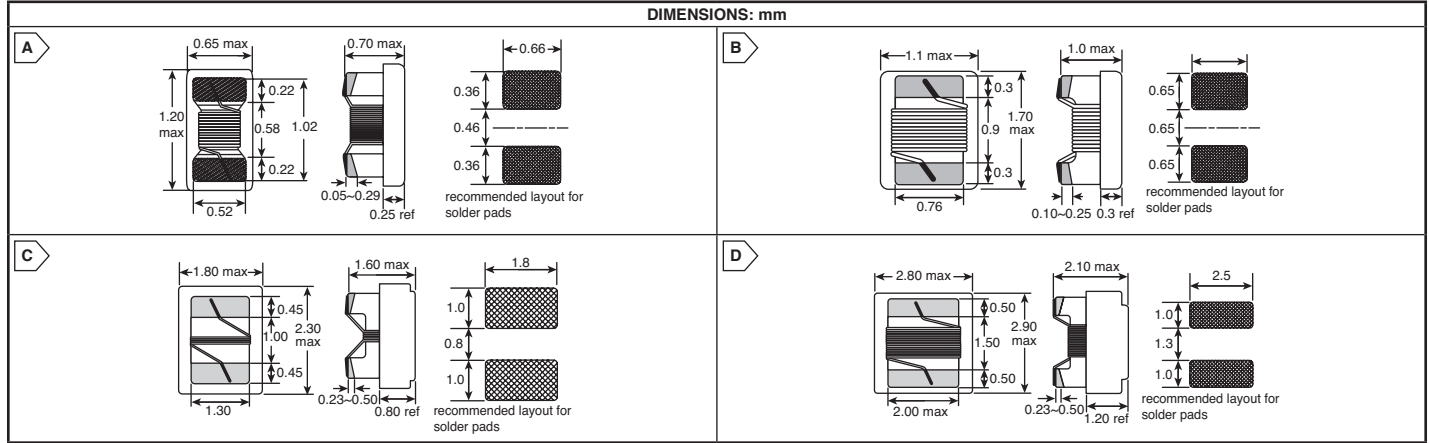 DIMENSIONS: mm
A
0.65 max
0.70 max
0.66
1.20
max
0.22
0.58
1.02
0.22
0.52
0.05~0.29
0.25 ref
0.36
0.46
0.36
recommended layout for
solder pads
B
1.1 max
1.0 max
0.3
0.9
1.70
max
0.3
0.76
0.10~0.25
0.3 ref
0.65
0.65
0.65
recommended layout for
solder pads
C
1.80 max
1.60 max
1.8
0.45
1.00
2.30
max
0.45
1.30
0.23~0.50
0.80 ref
1.0
0.8
1.0
recommended layout for
solder pads
D
2.80 max
2.10 max
2.5
0.50
1.50
2.90
max
0.50
2.00 max
0.23~0.50
1.20 ref
1.0
1.3
1.0
recommended layout for
solder pads